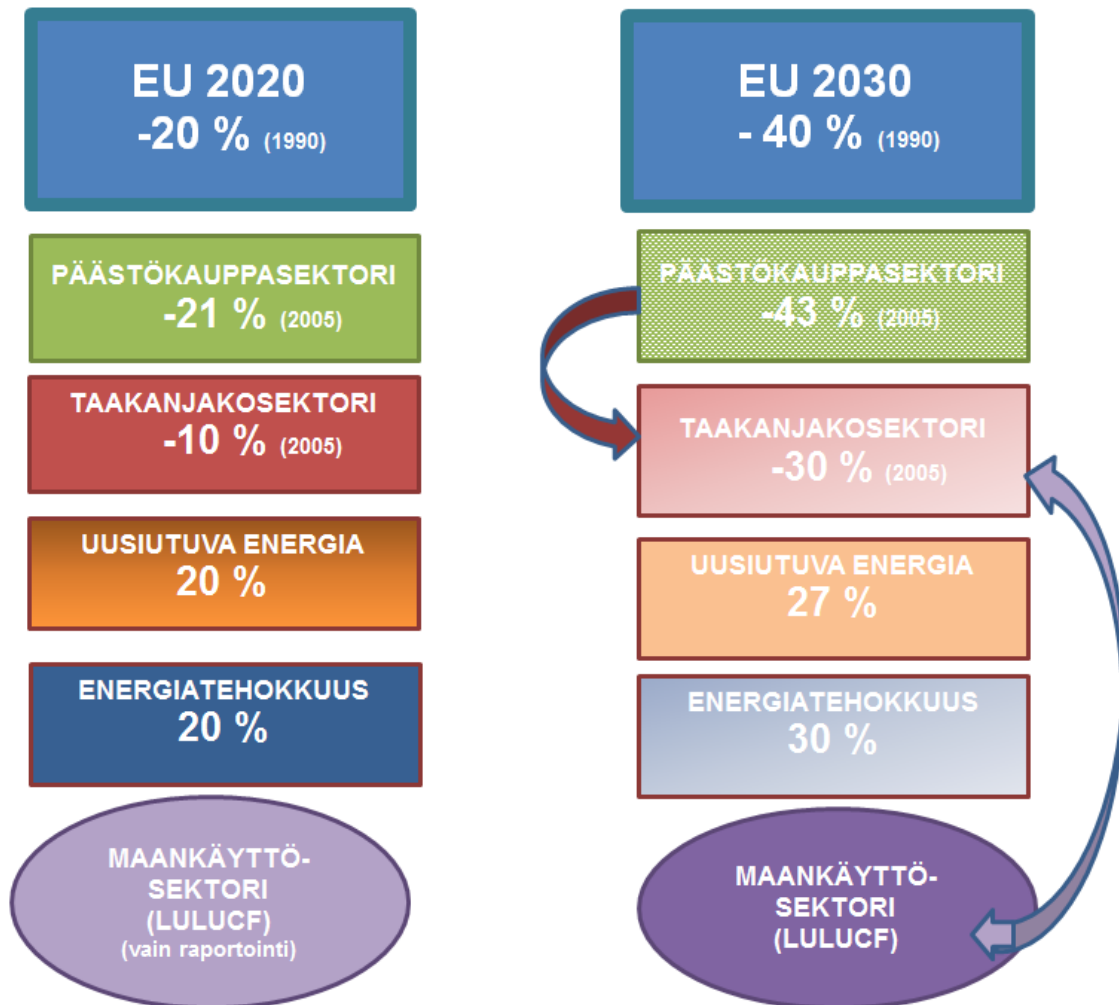 EU 2020
-20 % (1990)
PÄÄSTÖKAUPPASEKTORI
-21 % (2005)
TAAKANJAKOSEKTORI
-10 % (2005)
UUSIUTUVA ENERGIA
20 %
ENERGIATEHOKKUUS
20 %
MAANKÄYTTÖ-
SEKTORI
(LULUCF)
(vain raportointi)
EU 2030
- 40 % (1990)
PÄÄSTÖKAUPPASEKTORI
-43 % (2005)
TAAKANJAKOSEKTORI
-30 % (2005)
UUSIUTUVA ENERGIA
27 %
ENERGIATEHOKKUUS
30 %
MAANKÄYTTÖ-
SEKTORI
(LULUCF)